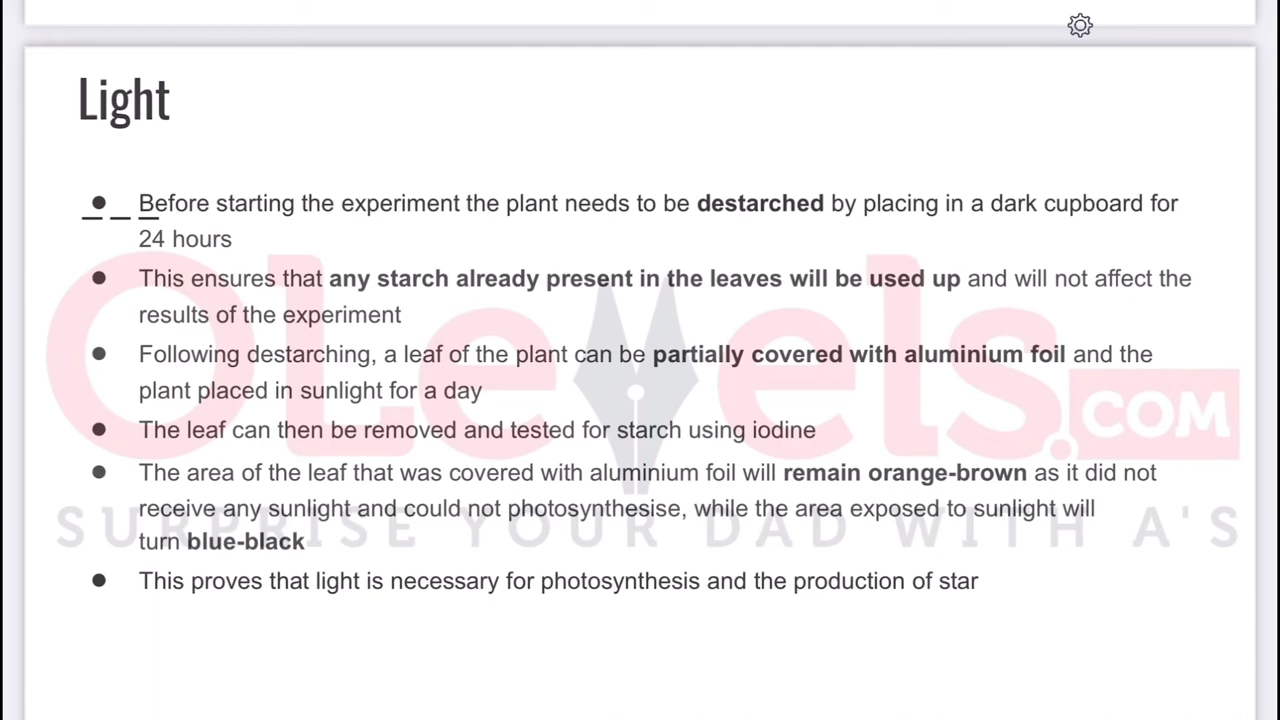 Light
● Before starting the experiment the plant needs to be destarched by placing in a dark cupboard for
24 hours
● This ensures that any starch already present in the leaves will be used up and will not affect the
results of the experiment
● Following destarching, a leaf of the plant can be partially covered with aluminium foil and the
plant placed in sunlight for a day
● The leaf can then be removed and tested for starch using iodine
● The area of the leaf that was covered with aluminium foil will remain orange-brown as it did not
receive any sunlight and could not photosynthesise, while the area exposed to sunlight will
turn blue-black
● This proves that light is necessary for photosynthesis and the production of star
OLevels.COM
SURPRISE YOUR DAD WITH A'S